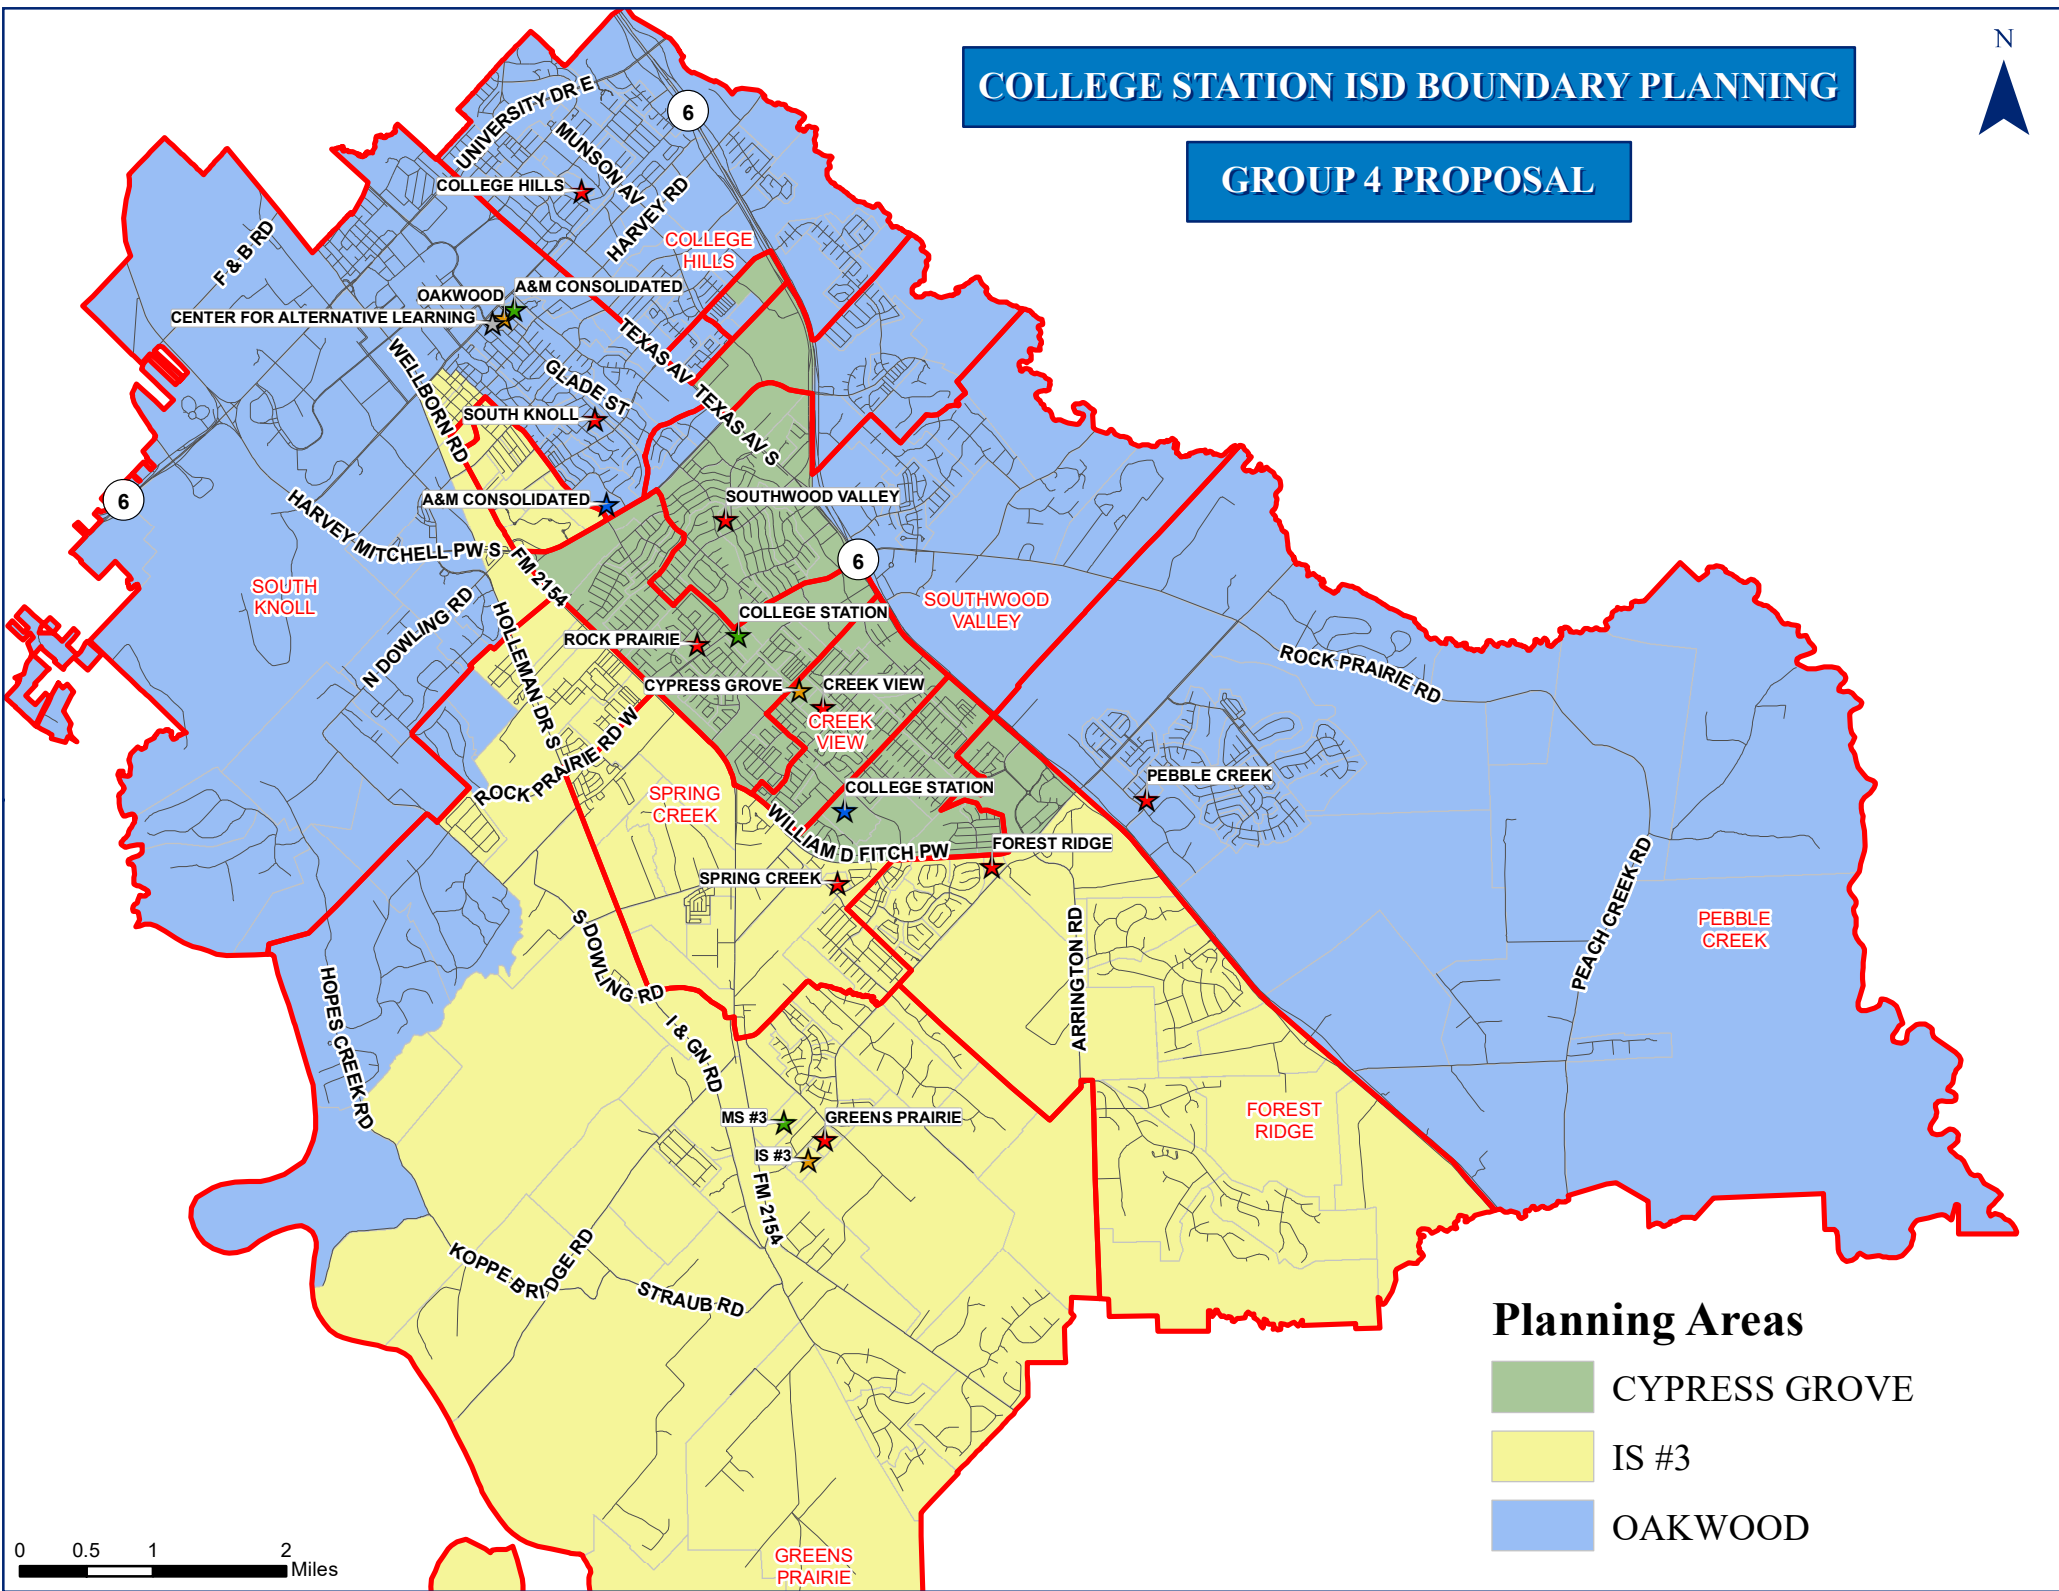 COLLEGE STATION ISD BOUNDARY PLANNING
GROUP 4 PROPOSAL
N
6
UNIVERSITY DR E
MUNSON AV
COLLEGE HILLS
HARVEY RD
COLLEGE
HILLS
F & B RD
A&M CONSOLIDATED
OAKWOOD
CENTER FOR ALTERNATIVE LEARNING
TEXAS AV
WELLBORN RD
GLADE ST
TEXAS AV S
SOUTH KNOLL
6
A&M CONSOLIDATED
SOUTHWOOD VALLEY
HARVEY MITCHELL PW S
6
FM 2154
SOUTH
KNOLL
N DOWLING RD
HOLLEMAN DR S
COLLEGE STATION
SOUTHWOOD
VALLEY
ROCK PRAIRIE
ROCK PRAIRIE RD
CYPRESS GROVE
CREEK VIEW
CREEK
VIEW
ROCK PRAIRIE RD W
PEBBLE CREEK
SPRING
CREEK
COLLEGE STATION
WILLIAM D FITCH PW
FOREST RIDGE
SPRING CREEK
PEACH CREEK RD
PEBBLE
CREEK
S DOWLING RD
ARRINGTON RD
HOPES CREEK RD
I & GN RD
MS #3
GREENS PRAIRIE
FOREST
RIDGE
IS #3
FM 2154
KOPPE BRIDGE RD
STRAUB RD
Planning Areas
CYPRESS GROVE
IS #3
OAKWOOD
GREENS
PRAIRIE
0 0.5 1 2
Miles